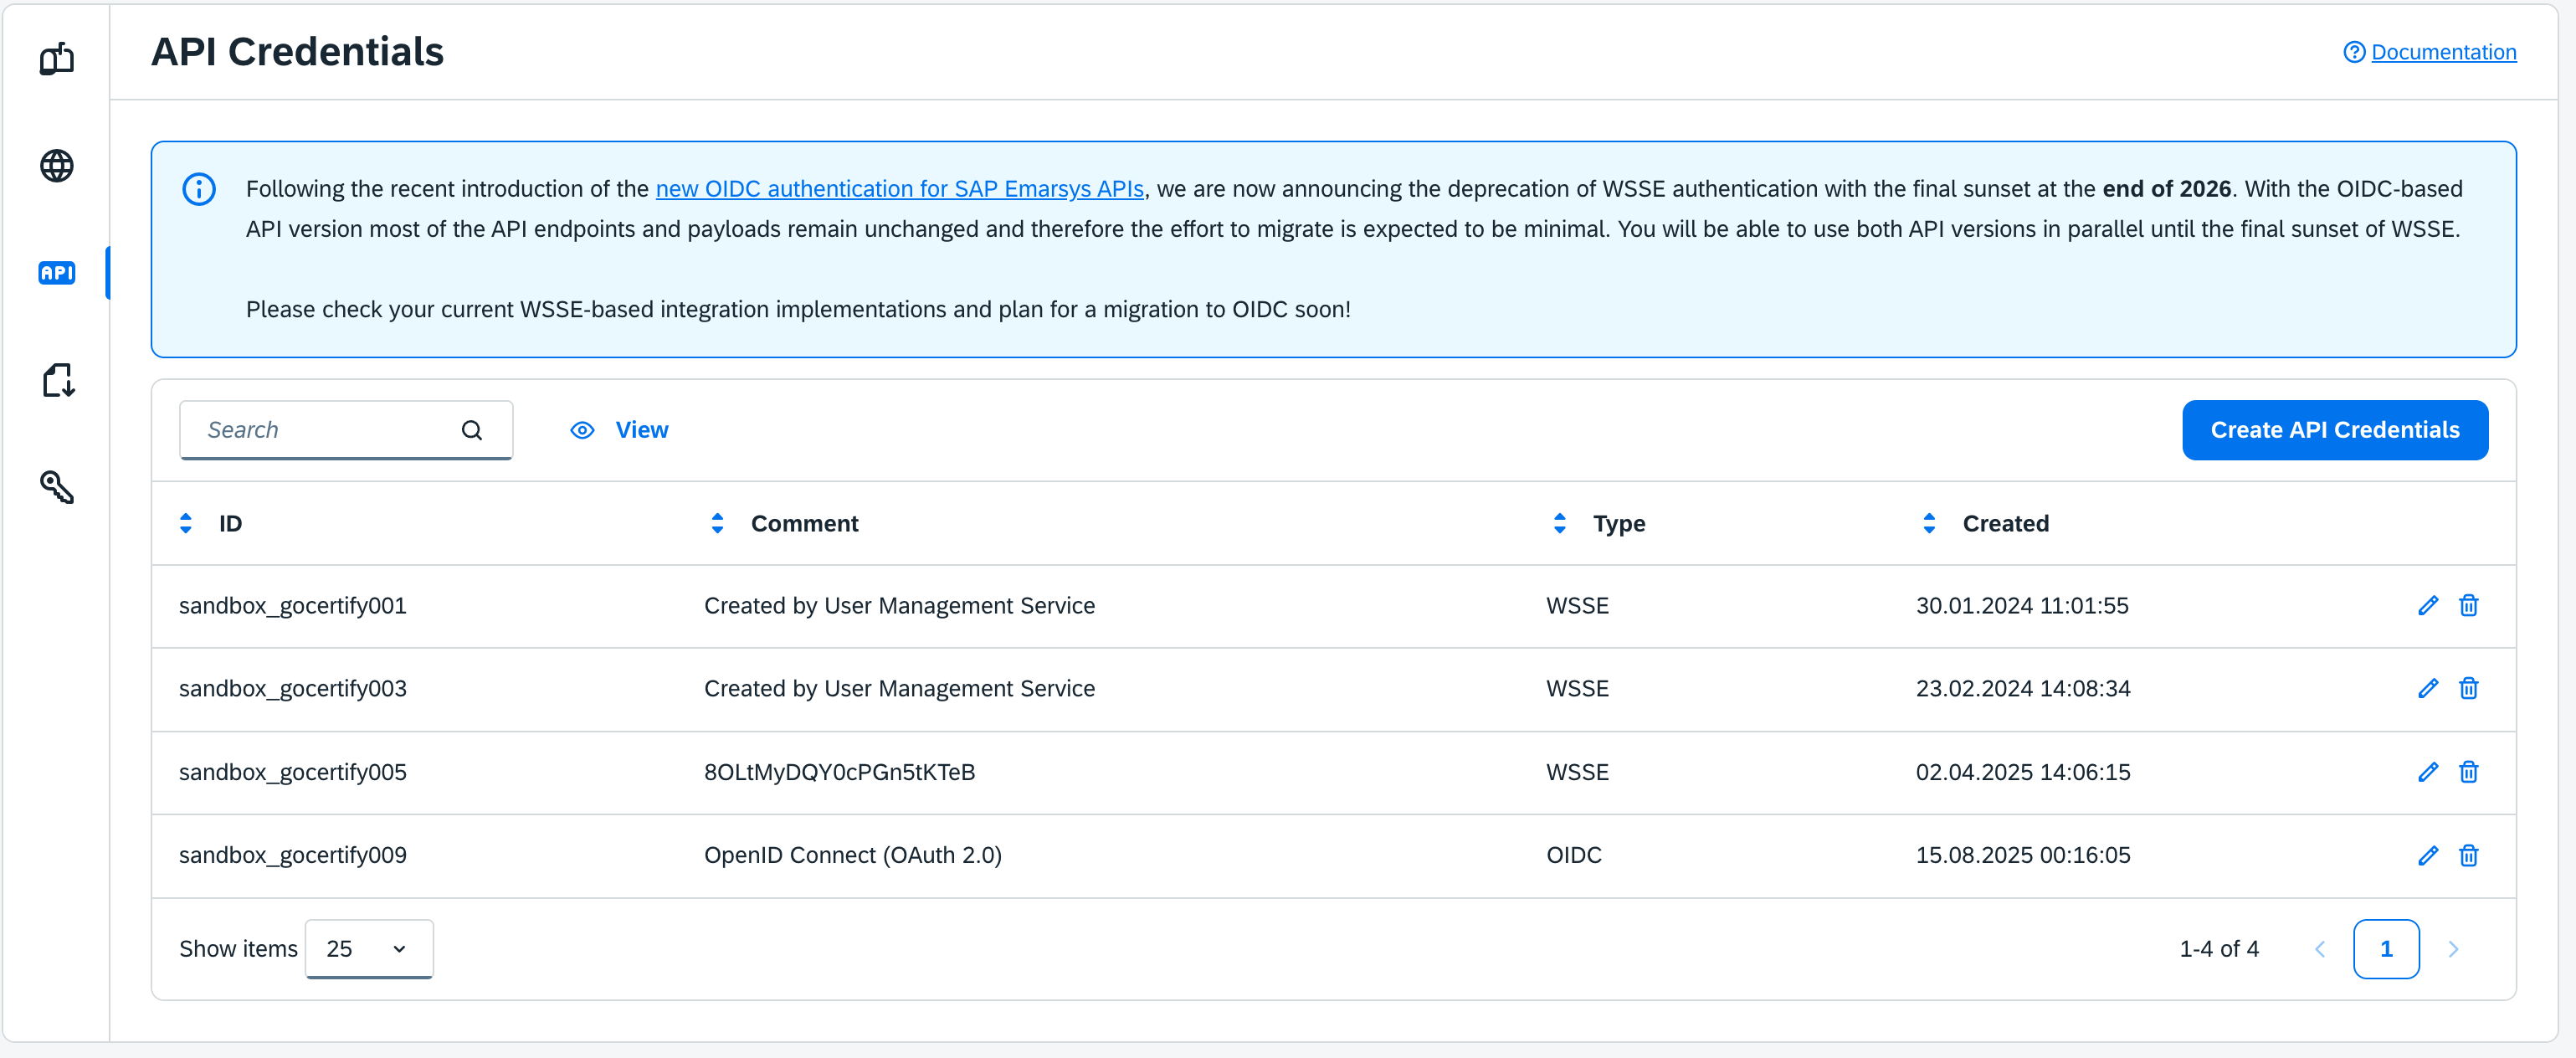 API Credentials
Documentation
Following the recent introduction of the new OIDC authentication for SAP Emarsys APIs, we are now announcing the deprecation of WSSE authentication with the final sunset at the end of 2026. With the OIDC-based
API version most of the API endpoints and payloads remain unchanged and therefore the effort to migrate is expected to be minimal. You will be able to use both API versions in parallel until the final sunset of WSSE.
API
Please check your current WSSE-based integration implementations and plan for a migration to OIDC soon!
Search View Create API Credentials
ID Comment Type Created
sandbox_gocertify001 Created by User Management Service WSSE 30.01.2024 11:01:55
sandbox_gocertify003 Created by User Management Service WSSE 23.02.2024 14:08:34
sandbox_gocertify005 8OLtMyDQY0cPGn5tKTeB WSSE 02.04.2025 14:06:15
sandbox_gocertify009 OpenID Connect (OAuth 2.0) OIDC 15.08.2025 00:16:05
Show items 25 1-4 of 4 1